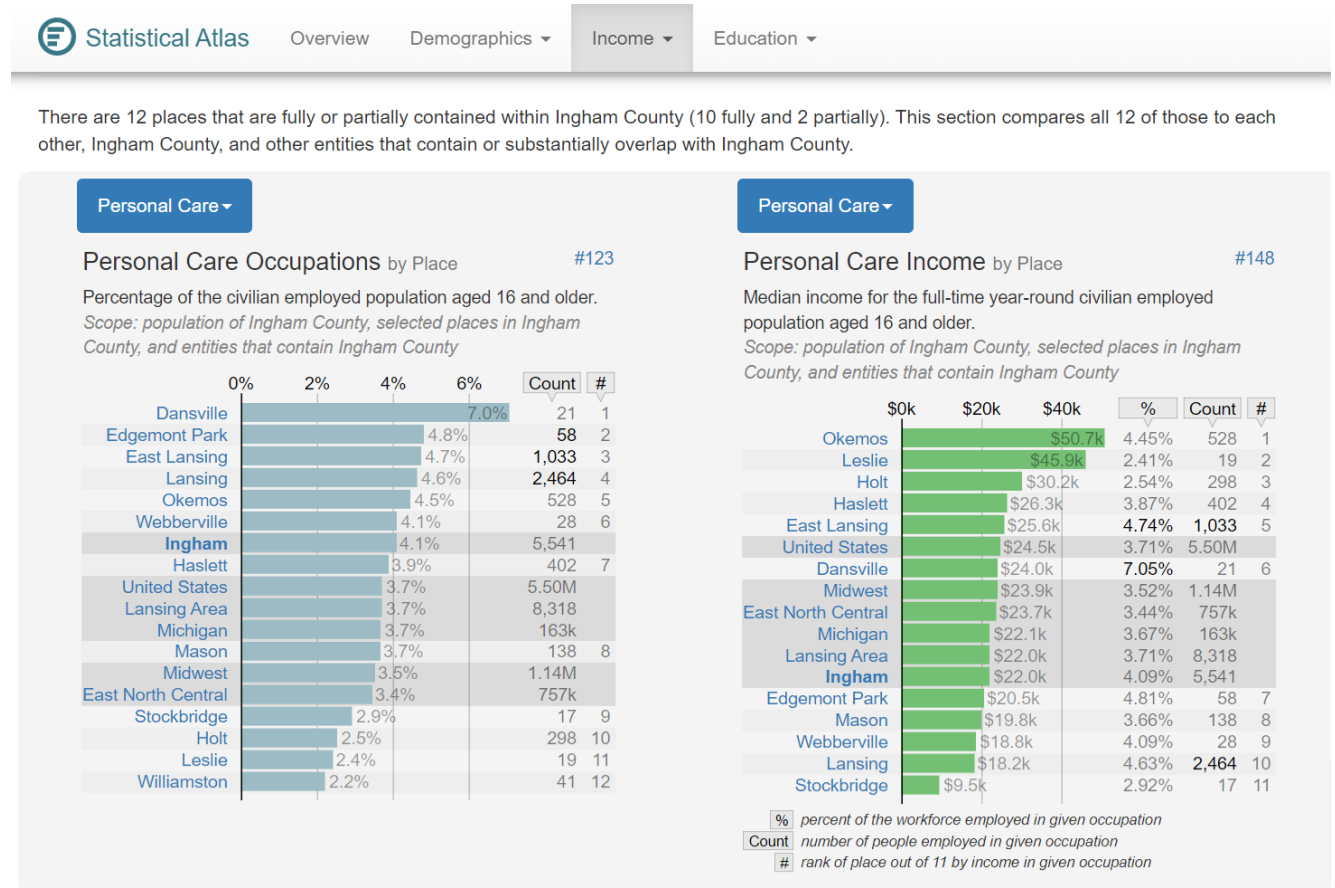 Statistical Atlas Overview Demographics Income Education
There are 12 places that are fully or partially contained within Ingham County (10 fully and 2 partially). This section compares all 12 of those to each
other, Ingham County, and other entities that contain or substantially overlap with Ingham County.
Personal Care
Personal Care Occupations by Place #123
Percentage of the civilian employed population aged 16 and older.
Scope: population of Ingham County, selected places in Ingham
County, and entities that contain Ingham County
0% 2% 4% 6% Count #
Dansville 7.0% 21 1
Edgemont Park 4.8% 58 2
East Lansing 4.7% 1,033 3
Lansing 4.6% 2,464 4
Okemos 4.5% 528 5
Webberville 4.1% 28 6
Ingham 4.1% 5,541
Haslett 3.9% 402 7
United States 3.7% 5.50M
Lansing Area 3.7% 8,318
Michigan 3.7% 163k
Mason 3.7% 138 8
Midwest 3.5% 1.14M
East North Central 3.4% 757k
Stockbridge 2.9% 17 9
Holt 2.5% 298 10
Leslie 2.4% 19 11
Williamston 2.2% 41 12
Personal Care
Personal Care Income by Place #148
Median income for the full-time year-round civilian employed
population aged 16 and older.
Scope: population of Ingham County, selected places in Ingham
County, and entities that contain Ingham County
$0k $20k $40k % Count #
Okemos $50.7k 4.45% 528 1
Leslie $45.9k 2.41% 19 2
Holt $30.2k 2.54% 298 3
Haslett $26.3k 3.87% 402 4
East Lansing $25.6k 4.74% 1,033 5
United States $24.5k 3.71% 5.50M
Dansville $24.0k 7.05% 21 6
Midwest $23.9k 3.52% 1.14M
East North Central $23.7k 3.44% 757k
Michigan $22.1k 3.67% 163k
Lansing Area $22.0k 3.71% 8,318
Ingham $22.0k 4.09% 5,541
Edgemont Park $20.5k 4.81% 58 7
Mason $19.8k 3.66% 138 8
Webberville $18.8k 4.09% 28 9
Lansing $18.2k 4.63% 2,464 10
Stockbridge $9.5k 2.92% 17 11
% percent of the workforce employed in given occupation
Count number of people employed in given occupation
# rank of place out of 11 by income in given occupation